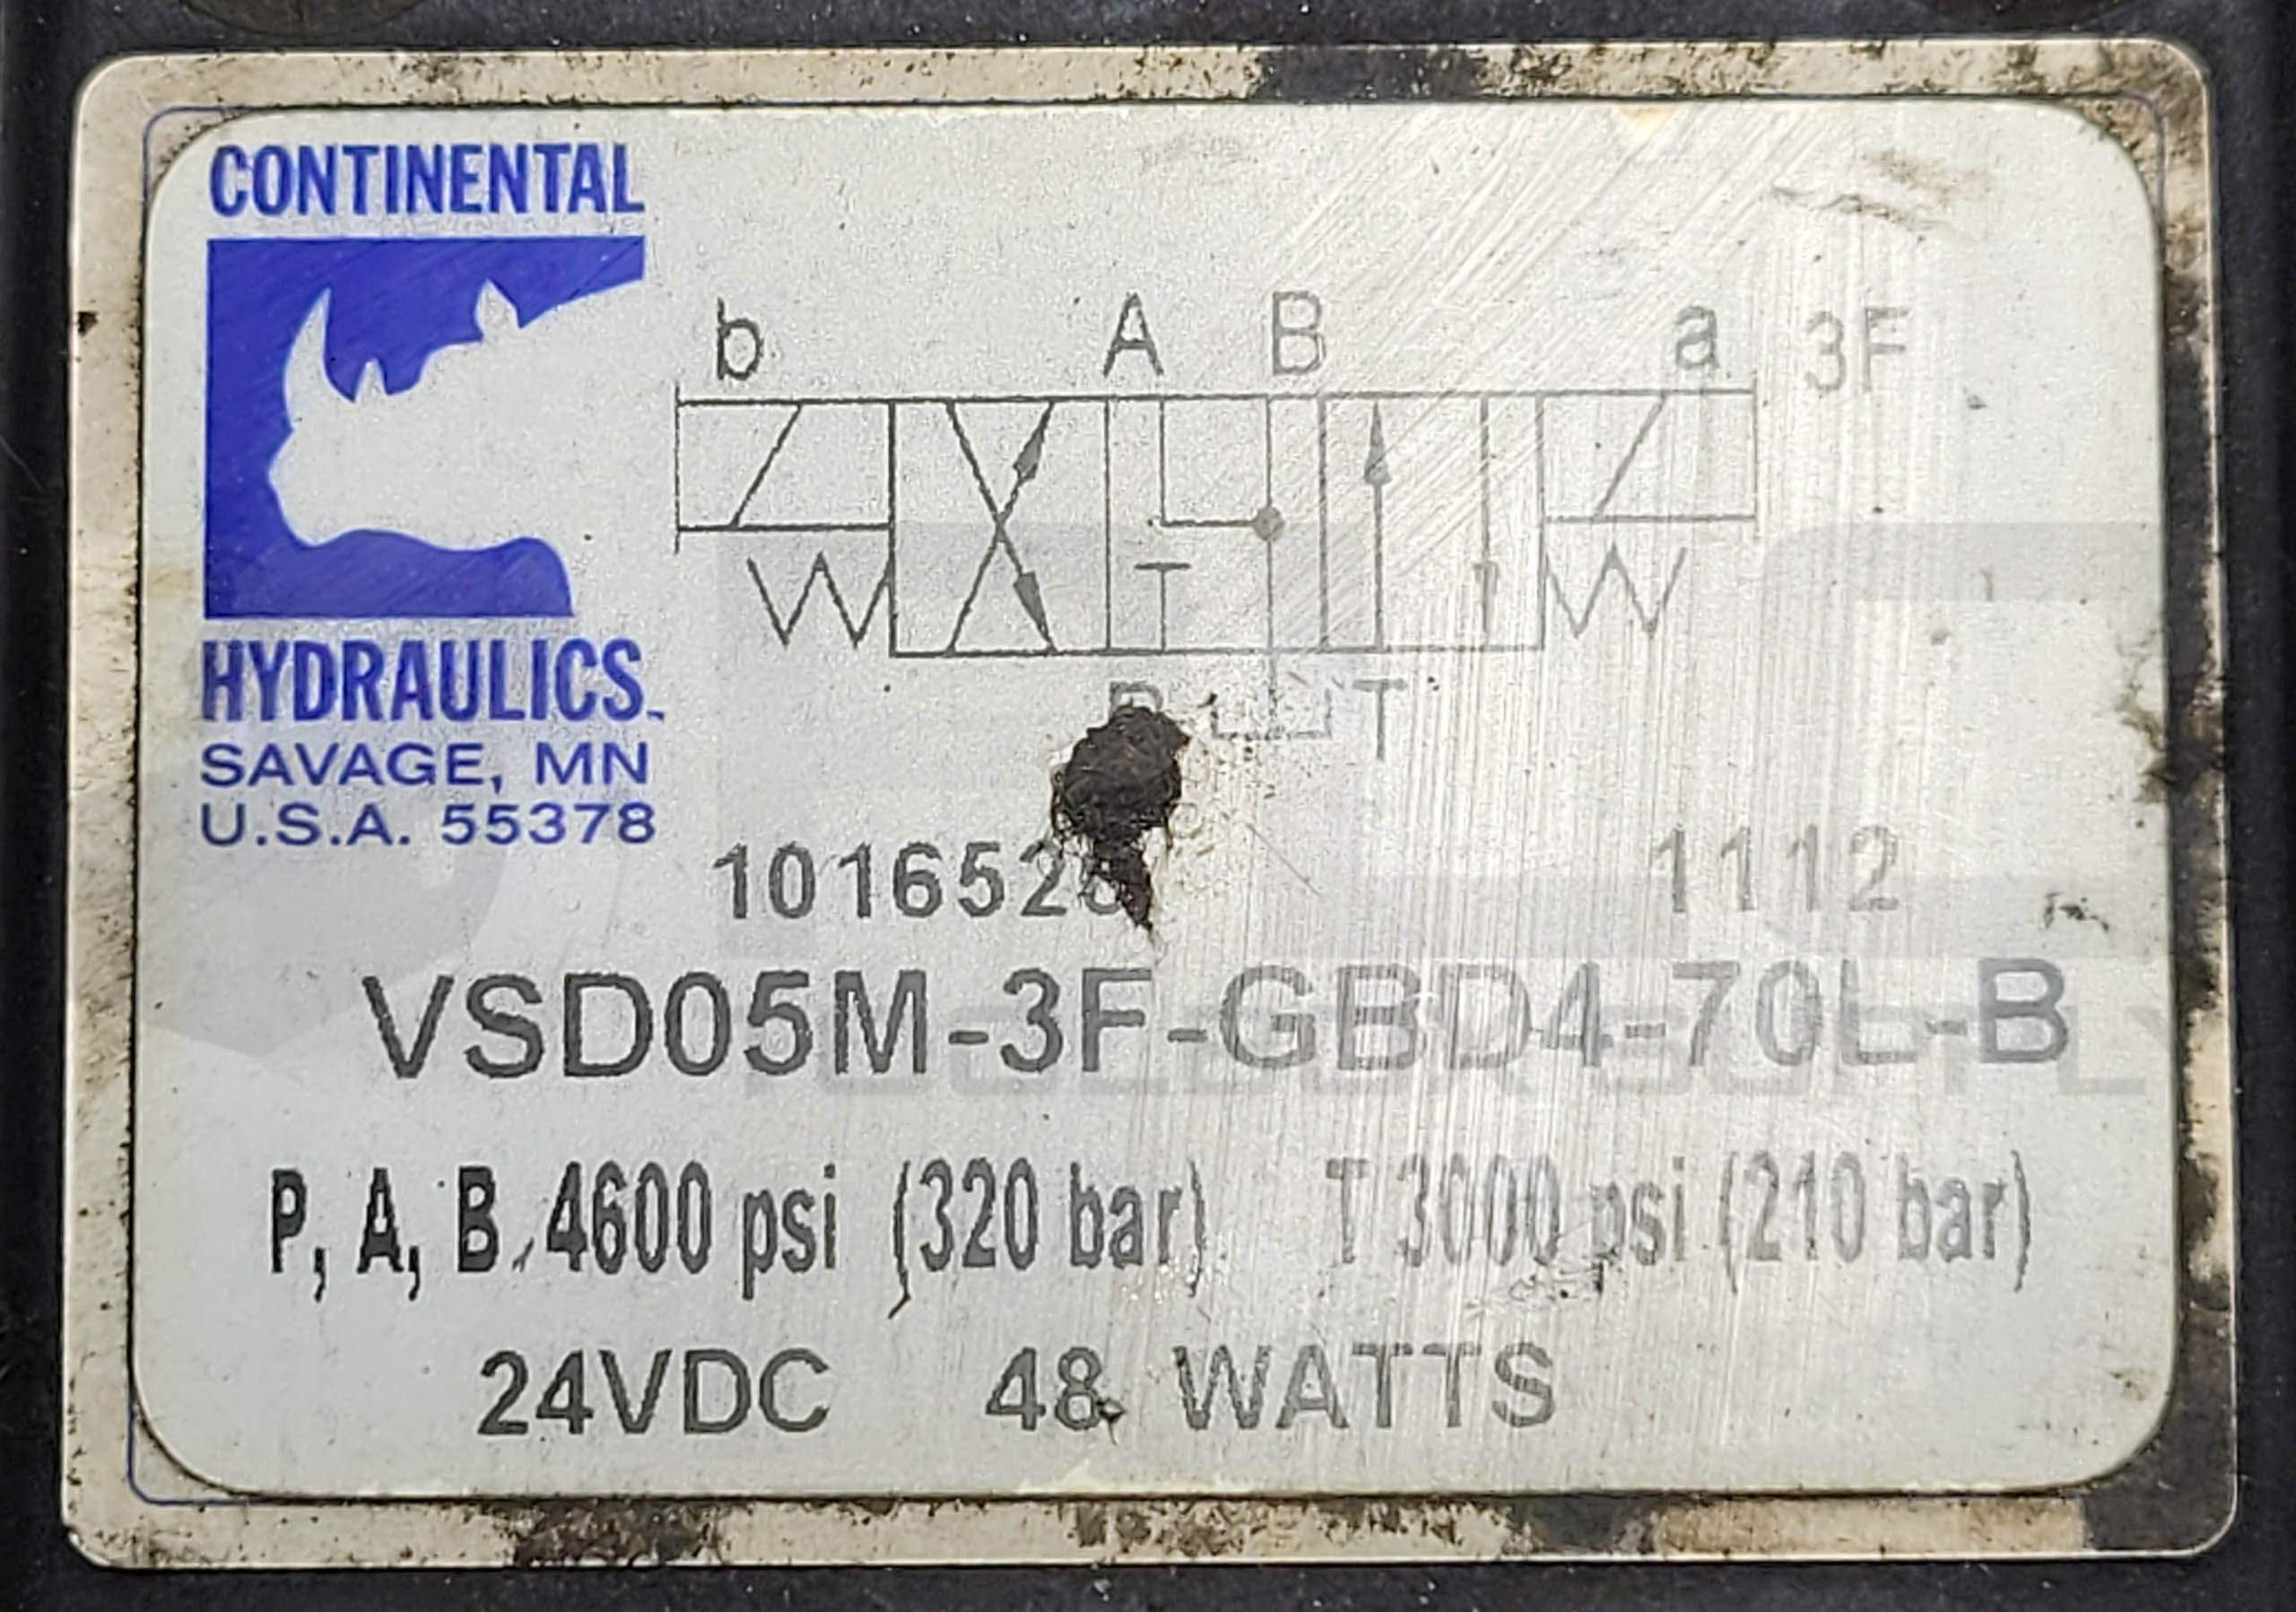 CONTINENTAL
HYDRAULICS
SAVAGE, MN
U.S.A. 55378
b A B a 3F
T
1112
VSD05M-3F-GBD4-70L-B
P, A, B, 4600 psi (320 bar) T 3000 psi (210 bar)
24VDC 48 WATTS